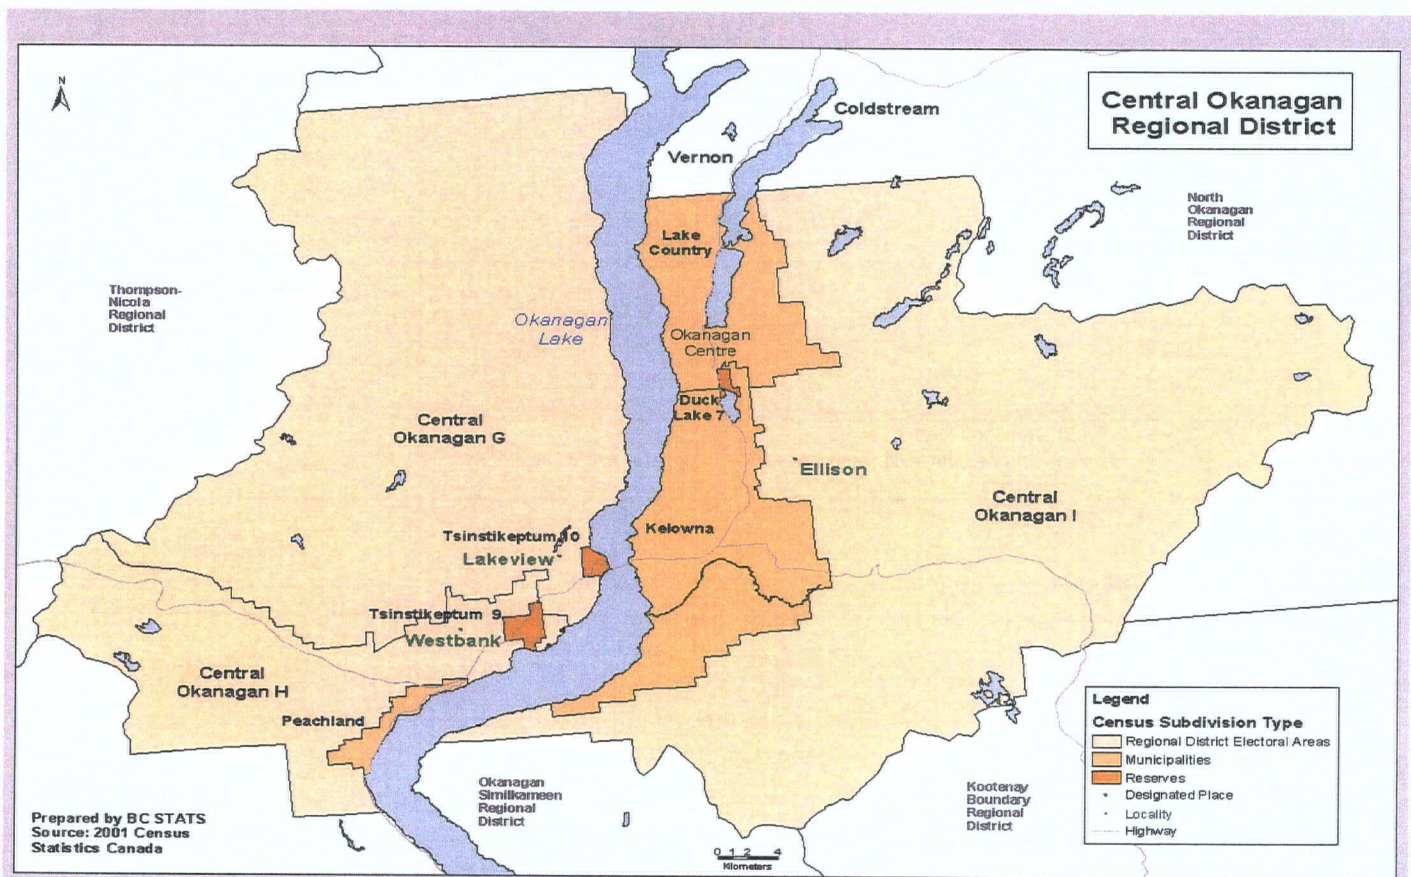 N
Central Okanagan
Regional District
Coldstream
Vernon
North
Okanagan
Regional
District
Lake
Country
Thompson-
Nicola
Regional
District
Okanagan
Lake
Okanagan
Centre
Duck
Lake 7
Central
Okanagan G
Ellison
Central
Okanagan I
Kelowna
Tsinstikeptum 10
Lakeview
Tsinstikeptum 9
Westbank
Central
Okanagan H
Peachland
Okanagan
Similkameen
Regional
District
Kootenay
Boundary
Regional
District
Legend
Census Subdivision Type
Regional District Electoral Areas
Municipalities
Reserves
Designated Place
Locality
Highway
Prepared by BC STATS
Source: 2001 Census
Statistics Canada
0 1 2 4
Kilometers